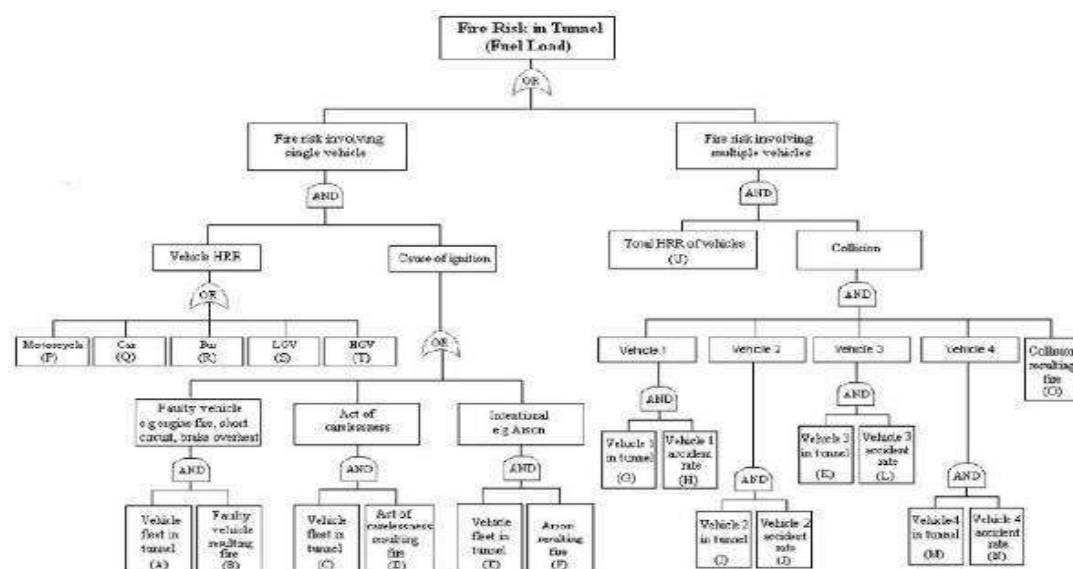 Fire Risk in Tunnel
(Fuel Load)
OR
Fire risk involving
single vehicle
Fire risk involving
multiple vehicles
AND
AND
Vehicle HRR
Cause of ignition
Total HRR of vehicles
(U)
Collision
OR
AND
Motorcycle
(P)
Car
(Q)
Bus
(R)
LGV
(S)
HGV
(T)
OR
Vehicle 1
Vehicle 2
Vehicle 3
Vehicle 4
Collision
resulting
fire
(O)
Faulty vehicle
e.g engine fire, short
circuit, brake overheat
Act of
carelessness
Intentional
e.g Arson
AND
AND
Vehicle 1
in tunnel
(G)
Vehicle 1
accident
rate
(H)
Vehicle 3
in tunnel
(K)
Vehicle 3
accident
rate
(L)
AND
AND
AND
AND
AND
Vehicle
fleet in
tunnel
(A)
Faulty
vehicle
resulting
fire
(B)
Vehicle
fleet in
tunnel
(C)
Act of
carelessness
resulting
fire
(D)
Vehicle
fleet in
tunnel
(E)
Arson
resulting
fire
(F)
Vehicle 2
in tunnel
(I)
Vehicle 2
accident
rate
(J)
Vehicle 4
in tunnel
(M)
Vehicle 4
accident
rate
(N)